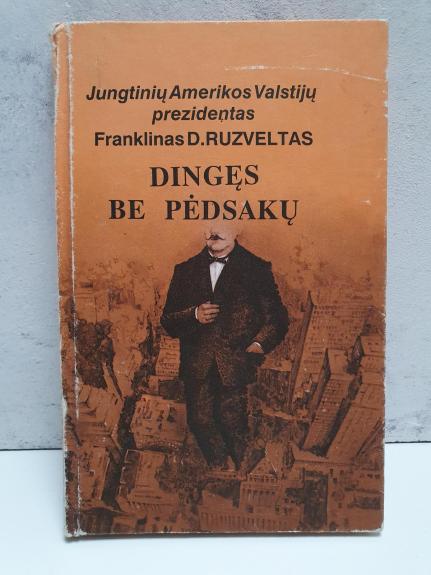 Jungtinių Amerikos Valstijų
prezidentas
Franklinas D.RUZVELTAS
DINGĘS
BE PĖDSAKŲ